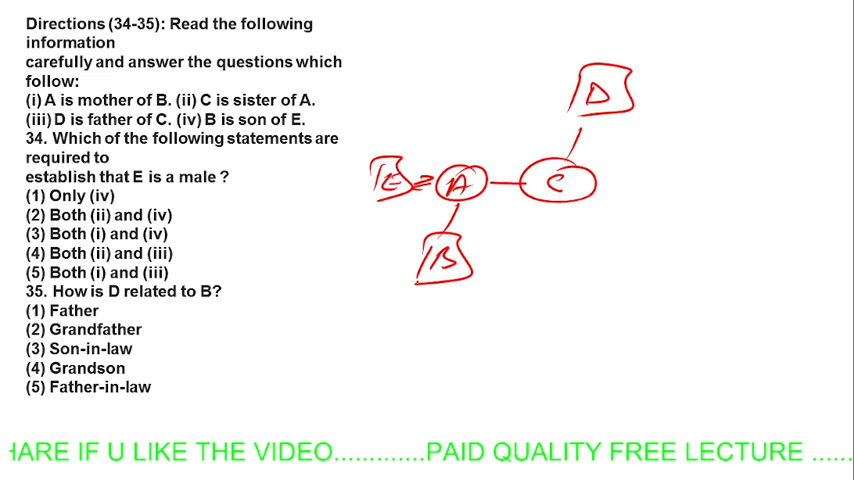 Directions (34-35): Read the following
information
carefully and answer the questions which
follow:
(i) A is mother of B. (ii) C is sister of A.
(iii) D is father of C. (iv) B is son of E.
34. Which of the following statements are
required to
establish that E is a male ?
(1) Only (iv)
(2) Both (ii) and (iv)
(3) Both (i) and (iv)
(4) Both (ii) and (iii)
(5) Both (i) and (iii)
35. How is D related to B?
(1) Father
(2) Grandfather
(3) Son-in-law
(4) Grandson
(5) Father-in-law
D
E = A - C
B
HARE IF U LIKE THE VIDEO.............PAID QUALITY FREE LECTURE ......